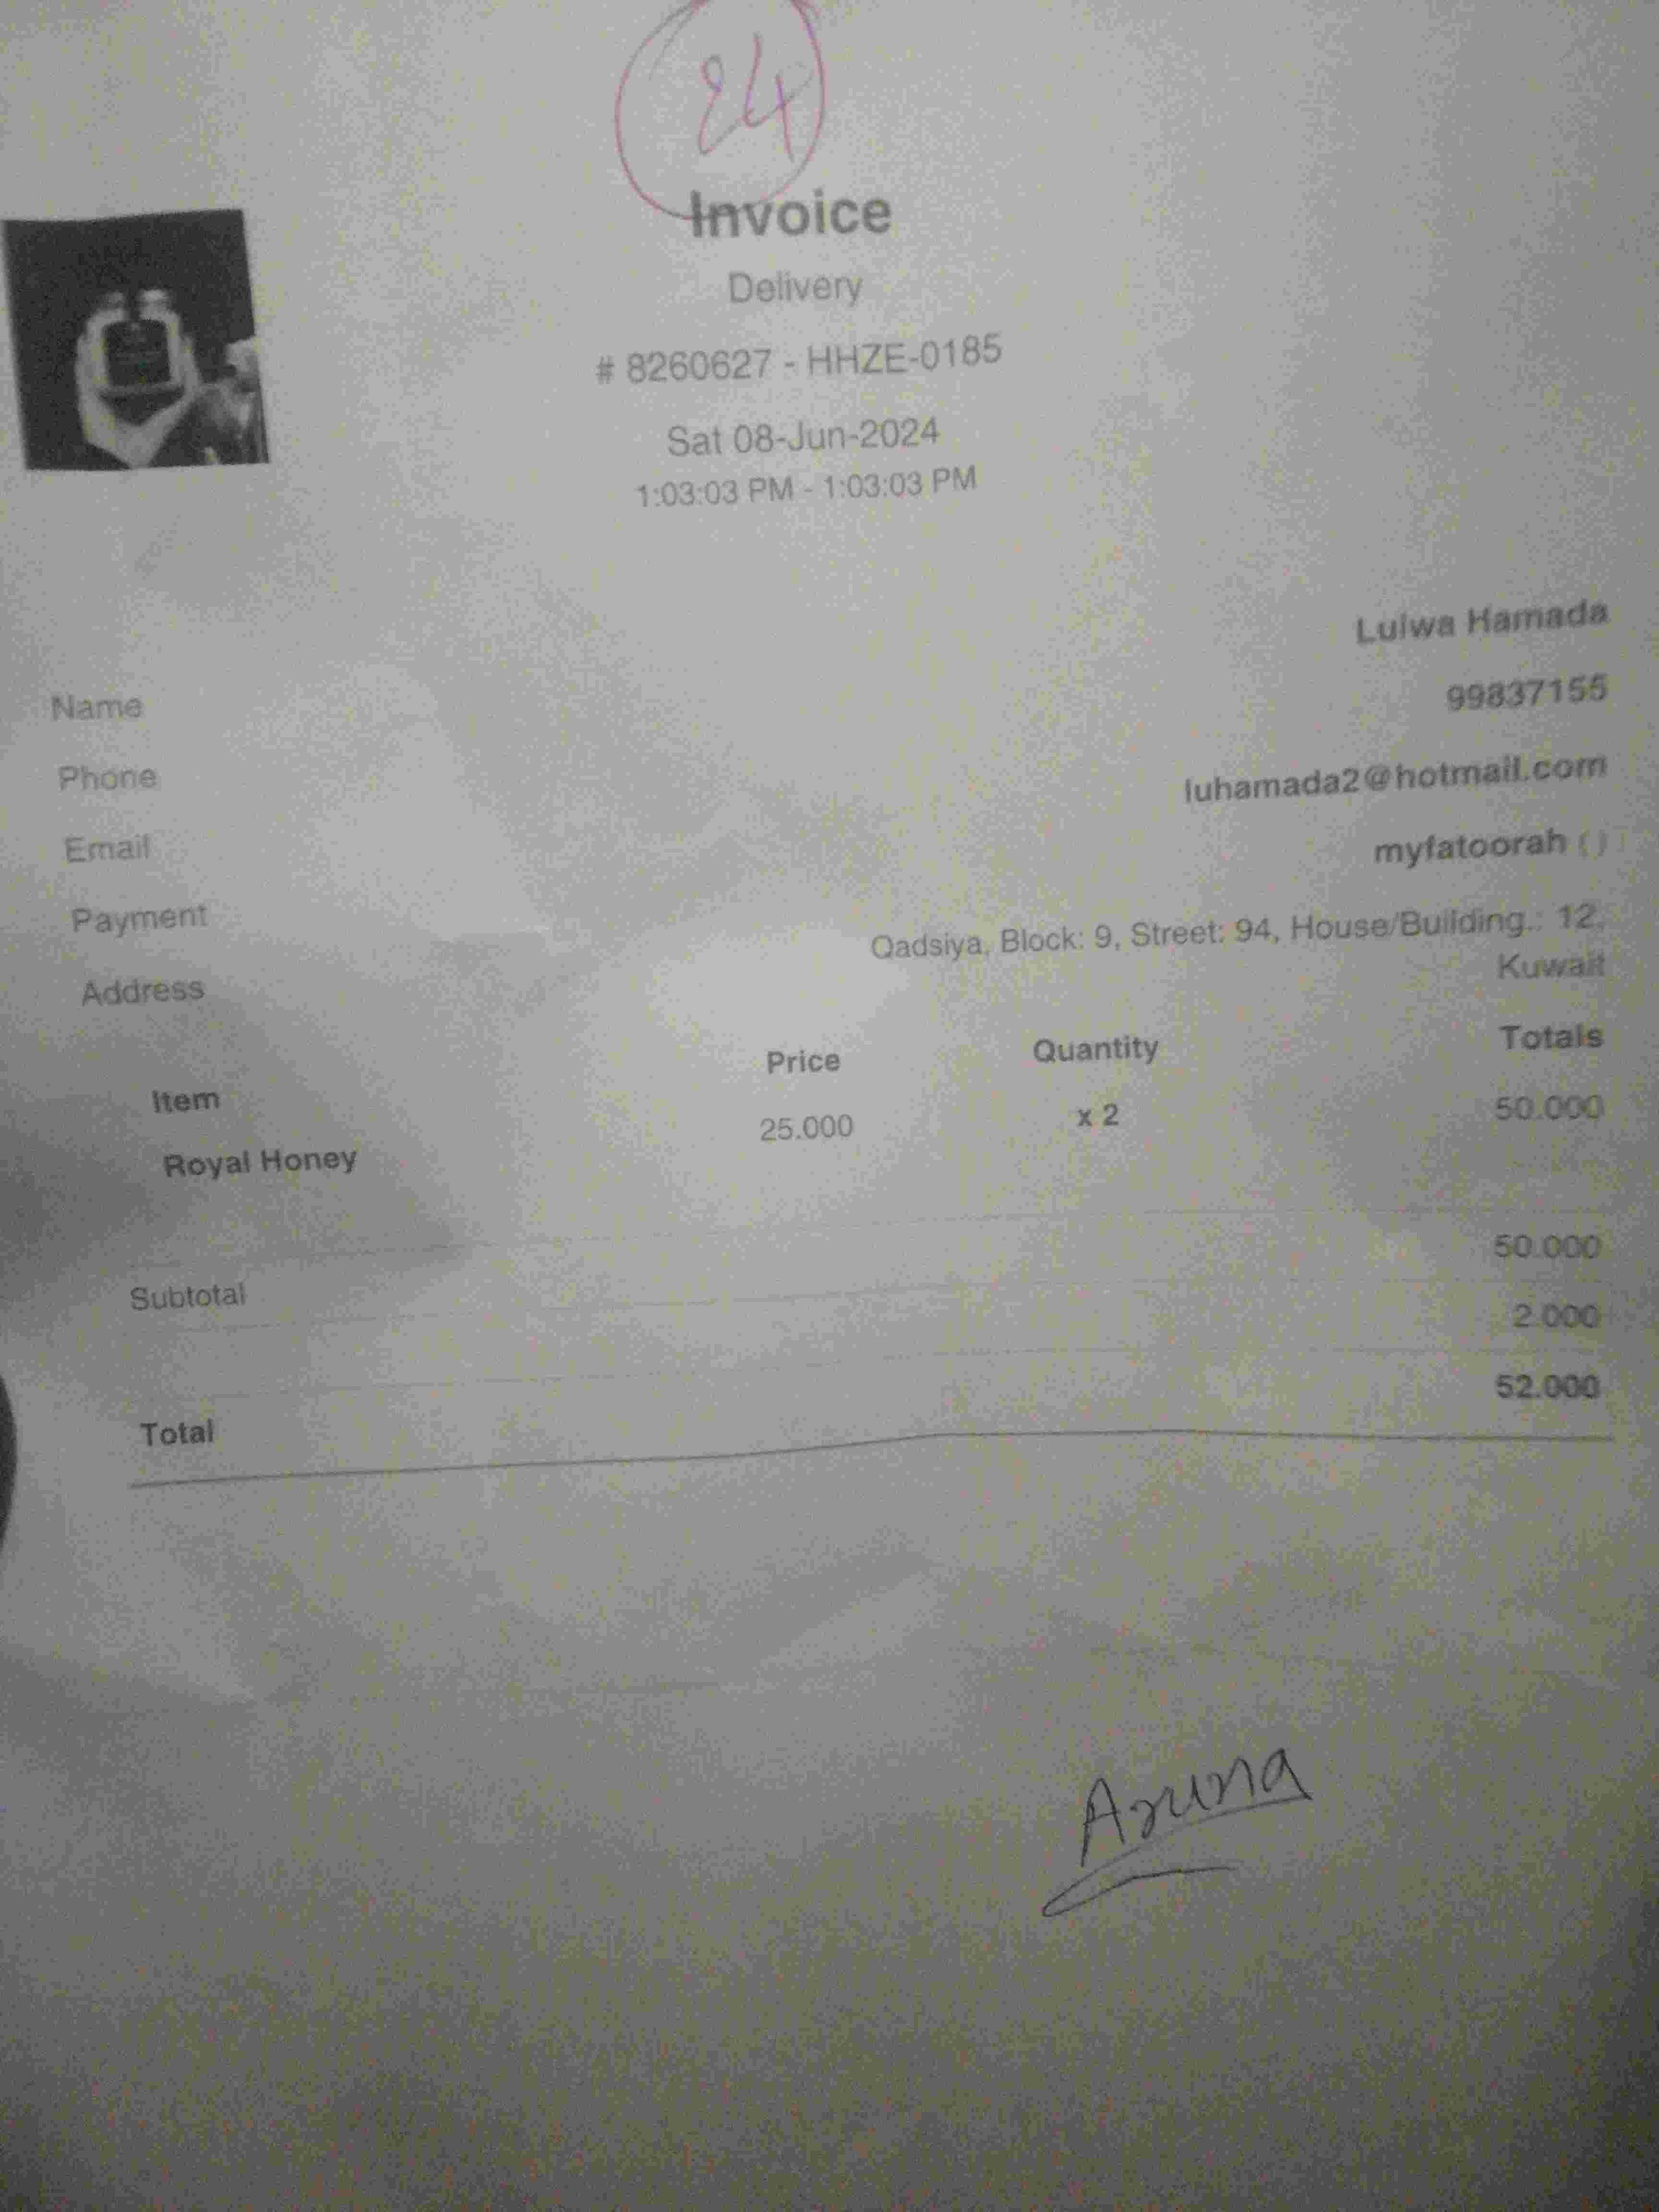 24
Invoice
Delivery
# 8260627 - HHZE-0185
Sat 08-Jun-2024
1:03:03 PM - 1:03:03 PM
Name Lulwa Hamada
Phone 99837155
Email luhamada2@hotmail.com
Payment myfatoorah ( )
Address Qadsiya, Block: 9, Street: 94, House/Building.: 12,
Kuwait
Item Price Quantity Totals
Royal Honey 25.000 x 2 50.000
Subtotal 50.000
2.000
Total 52.000
Aruna